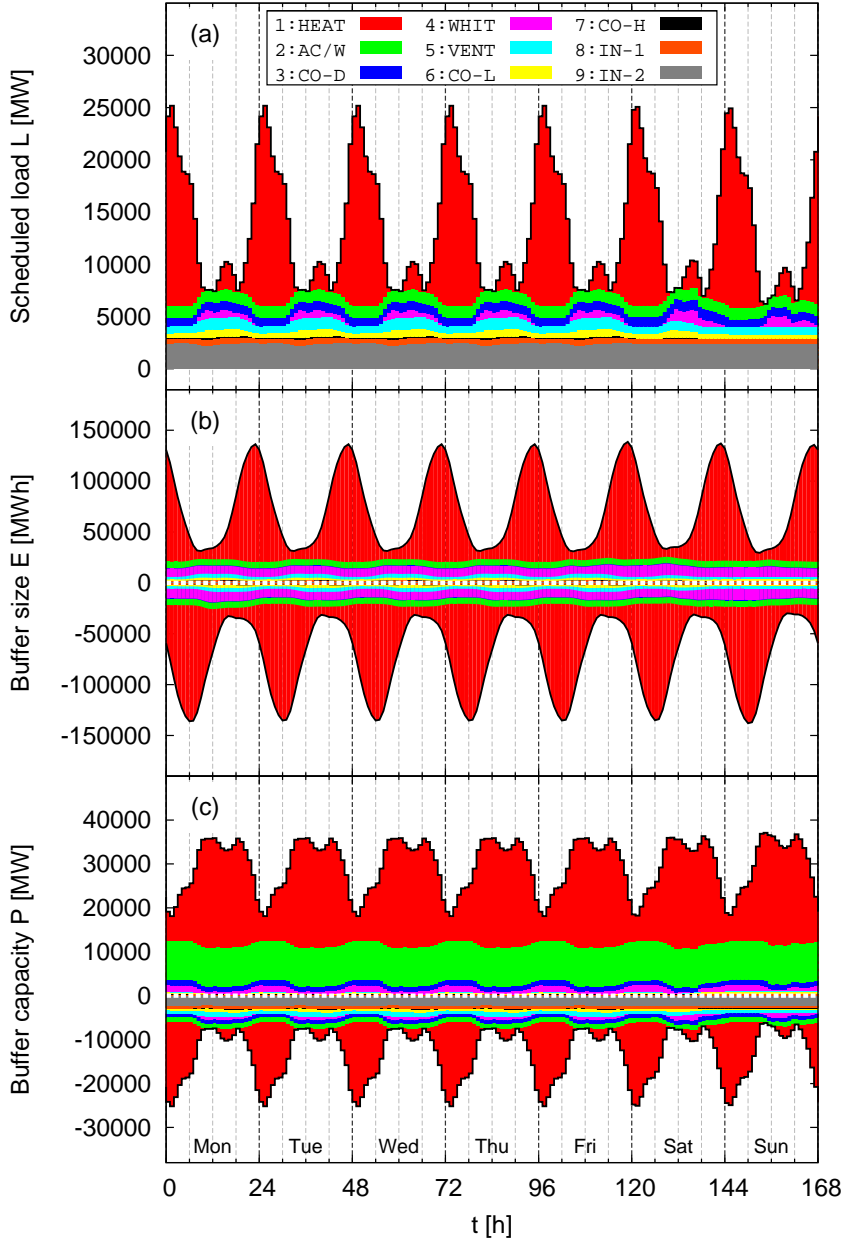 (a)
1:HEAT 4:WHIT 7:CO-H
2:AC/W 5:VENT 8:IN-1
3:CO-D 6:CO-L 9:IN-2
Scheduled load L [MW]
35000
30000
25000
20000
15000
10000
5000
0
(b)
Buffer size E [MWh]
150000
100000
50000
0
-50000
-100000
-150000
(c)
Buffer capacity P [MW]
40000
30000
20000
10000
0
-10000
-20000
-30000
Mon Tue Wed Thu Fri Sat Sun
0 24 48 72 96 120 144 168
t [h]